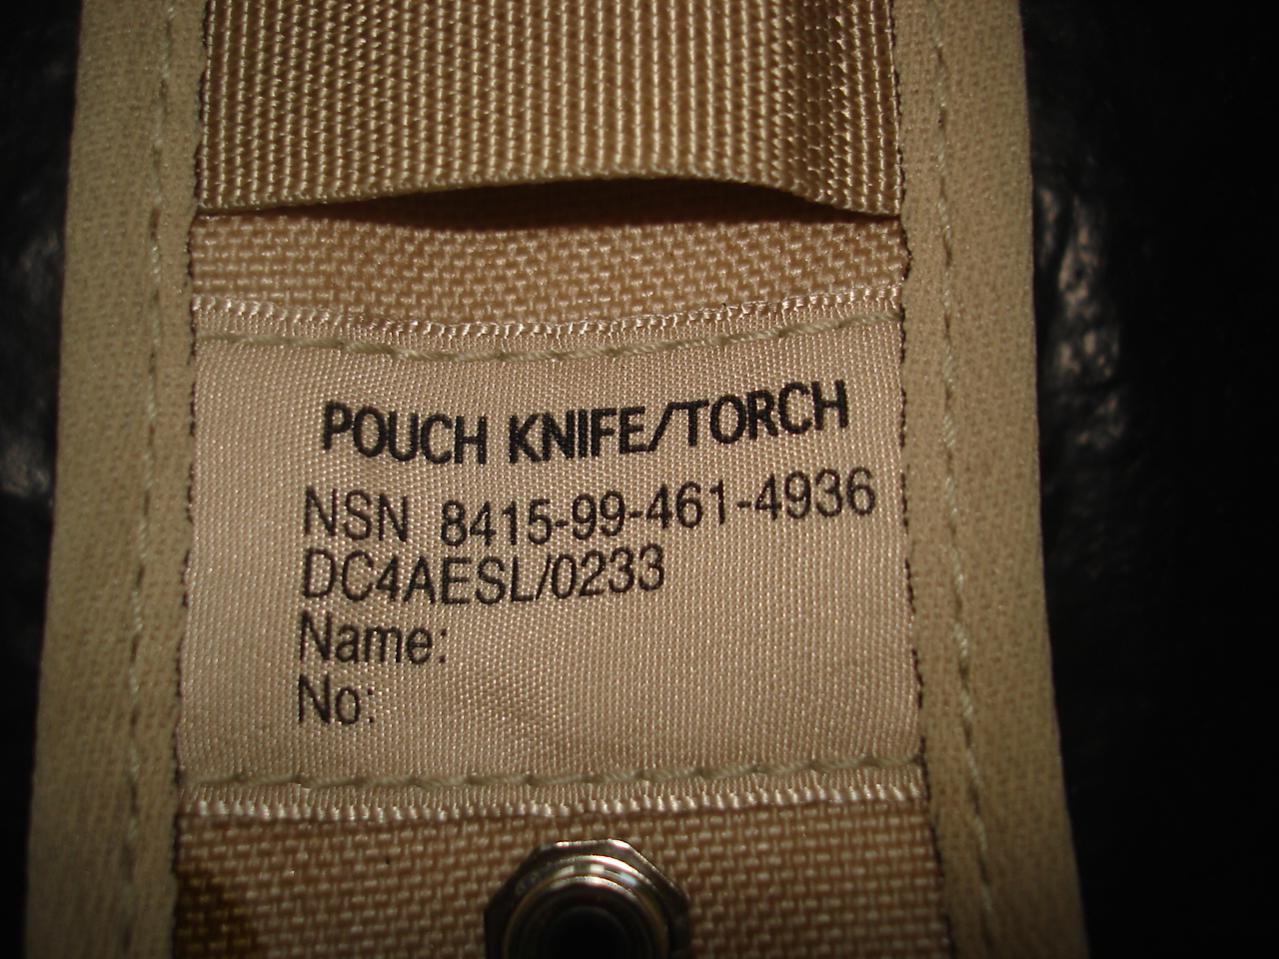 POUCH KNIFE/TORCH
NSN 8415-99-461-4936
DC4AESL/0233
Name:
No: